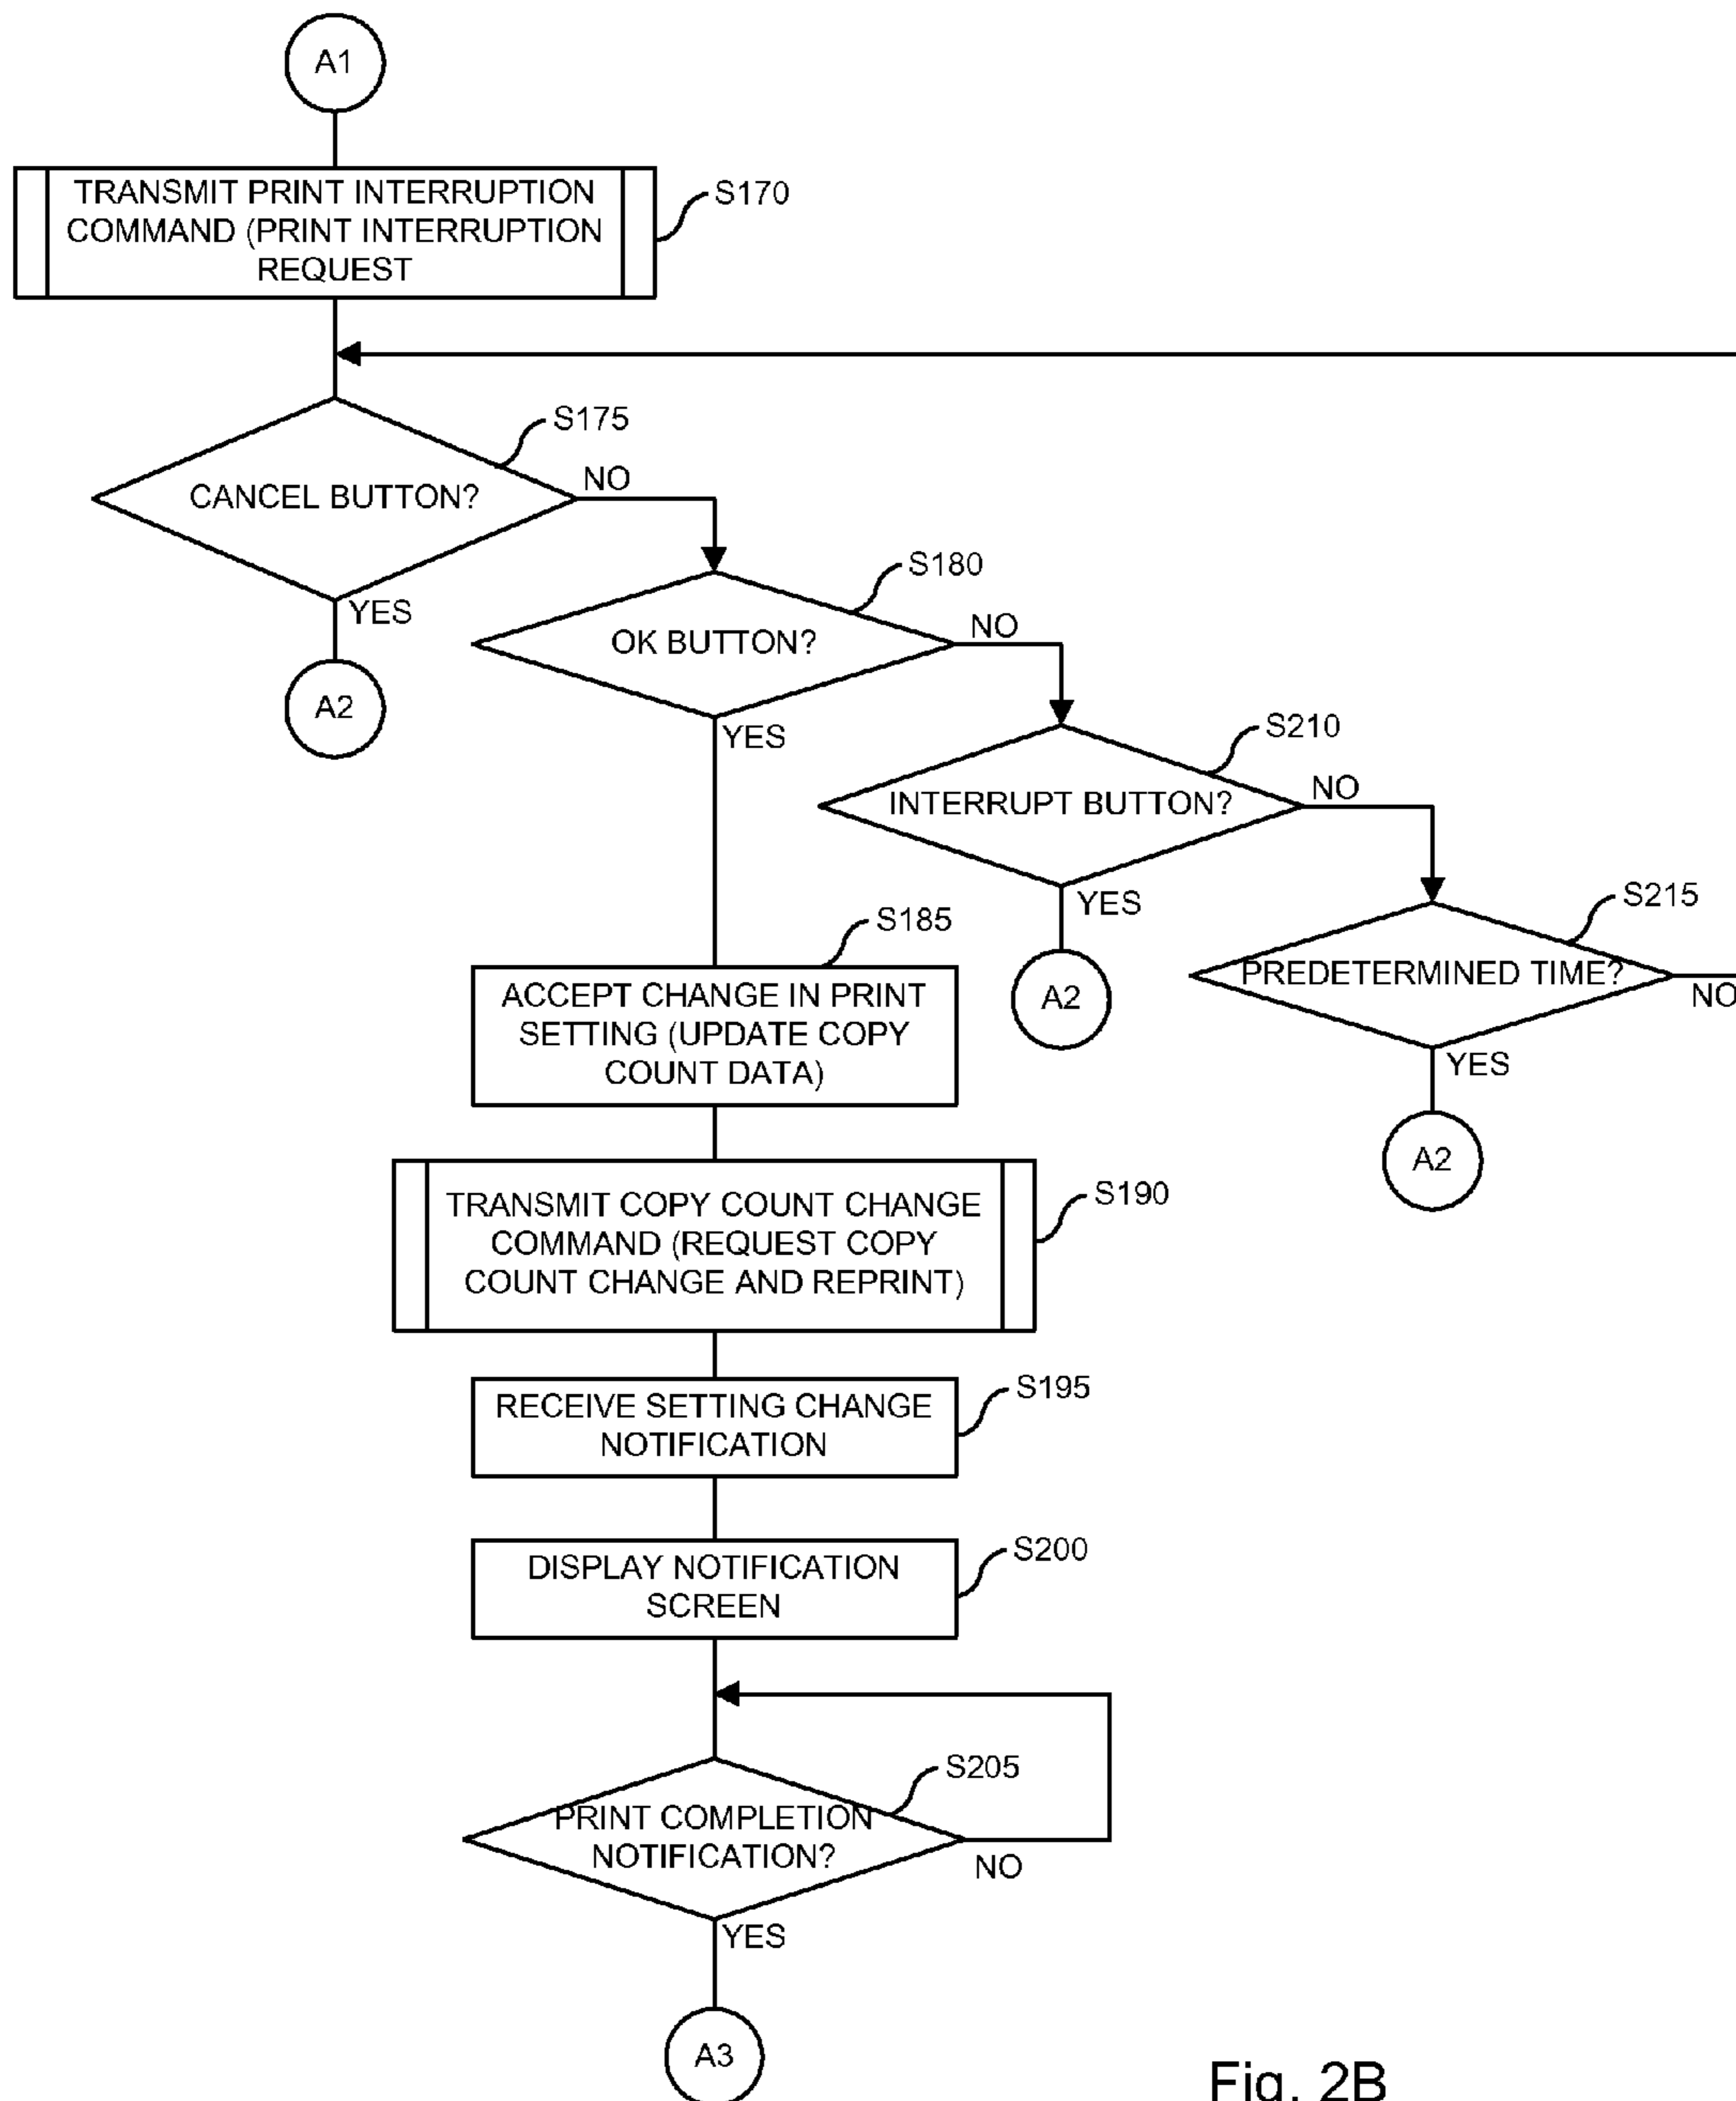 A1
TRANSMIT PRINT INTERRUPTION
COMMAND (PRINT INTERRUPTION
REQUEST
S170
S175
CANCEL BUTTON?
NO
YES
A2
S180
OK BUTTON?
NO
YES
S210
INTERRUPT BUTTON?
NO
YES
A2
S215
PREDETERMINED TIME?
NO
YES
A2
S185
ACCEPT CHANGE IN PRINT
SETTING (UPDATE COPY
COUNT DATA)
TRANSMIT COPY COUNT CHANGE
COMMAND (REQUEST COPY
COUNT CHANGE AND REPRINT)
S190
RECEIVE SETTING CHANGE
NOTIFICATION
S195
DISPLAY NOTIFICATION
SCREEN
S200
S205
PRINT COMPLETION
NOTIFICATION?
NO
YES
A3
Fig. 2B